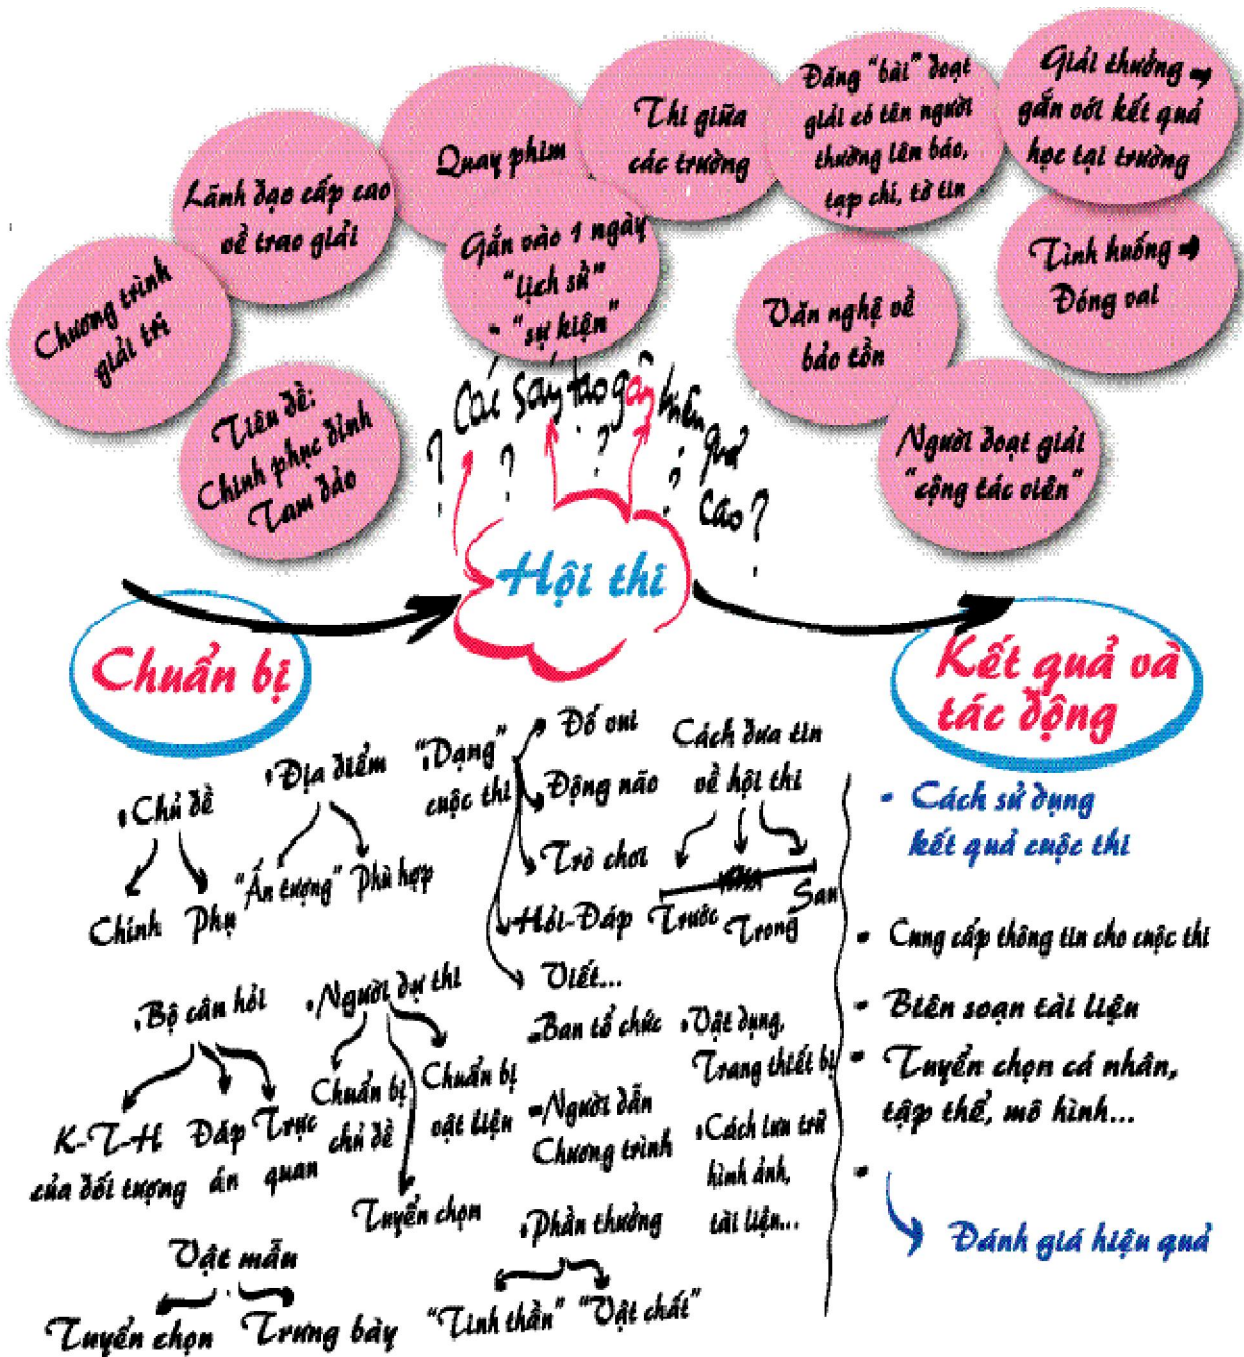 Chương trình
giải trí
Lãnh đạo cấp cao
về trao giải
Quay phim
Thi giữa
các trường
Đăng "bài" đoạt
giải có tên người
thường lên báo,
tạp chí, tờ tin
Giải thưởng →
gắn với kết quả
học tại trường
Tiêu đề:
Chinh phục đỉnh
Tam đảo
Gắn vào 1 ngày
"lịch sử"
- "sự kiện"
Văn nghệ về
bảo tồn
Tình huống →
Đóng vai
Người đoạt giải
"cộng tác viên"
? Các sáng tạo gây hiệu quả cao?
Hội thi
Chuẩn bị
Kết quả và
tác động
Chủ đề
Chính Phụ
Địa điểm
"Ấn tượng" Phù hợp
"Dạng"
cuộc thi
Đố vui
Động não
Trò chơi
Hỏi-Đáp
Viết...
Cách đưa tin
về hội thi
Trước Trong Sau
Bộ câu hỏi
K-T-H
của đối tượng
Đáp
án
Trực
quan
Người dự thi
Chuẩn bị
chủ đề
Chuẩn bị
vật liệu
Tuyển chọn
Vật mẫu
Tuyển chọn Trưng bày
Ban tổ chức
Người dẫn
Chương trình
Phần thưởng
"Tinh thần" "Vật chất"
Vật dụng,
Trang thiết bị
Cách lưu trữ
hình ảnh,
tài liệu...
- Cách sử dụng
kết quả cuộc thi
- Cung cấp thông tin cho cuộc thi
- Biên soạn tài liệu
- Tuyển chọn cá nhân,
tập thể, mô hình...
-
Đánh giá hiệu quả